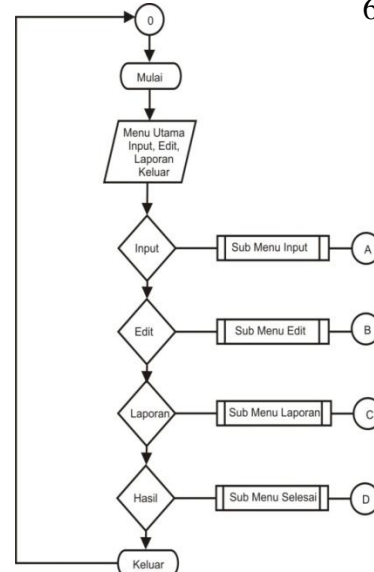 6
0
Mulai
Menu Utama
Input, Edit,
Laporan
Keluar
Input
Sub Menu Input
A
Edit
Sub Menu Edit
B
Laporan
Sub Menu Laporan
C
Hasil
Sub Menu Selesai
D
Keluar